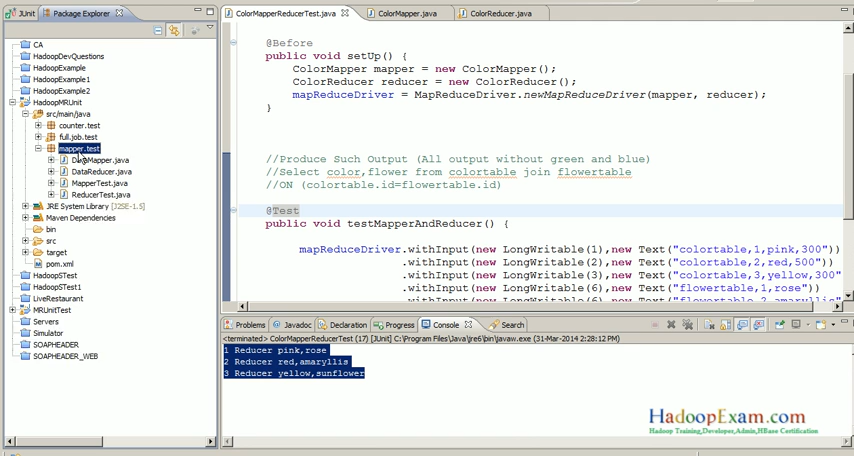 JUnit
Package Explorer
ColorMapperReducerTest.java
ColorMapper.java
ColorReducer.java
CA
HadoopDevQuestions
HadoopExample
HadoopExample1
HadoopExample2
HadoopMRUnit
src/main/java
counter.test
full.job.test
mapper.test
DataReducer.java
MapperTest.java
ReducerTest.java
JRE System Library [J2SE-1.5]
Maven Dependencies
bin
src
target
pom.xml
HadoopSTest
HadoopSTest1
LiveRestaurant
MRUnitTest
Servers
Simulator
SOAPHEADER
SOAPHEADER_WEB
@Before
public void setUp() {
ColorMapper mapper = new ColorMapper();
ColorReducer reducer = new ColorReducer();
mapReduceDriver = MapReduceDriver.newMapReduceDriver(mapper, reducer);
}
//Produce Such Output (All output without green and blue)
//Select color,flower from colortable join flowertable
//ON (colortable.id=flowertable.id)
@Test
public void testMapperAndReducer() {
mapReduceDriver.withInput(new LongWritable(1),new Text("colortable,1,pink,300"))
.withInput(new LongWritable(2),new Text("colortable,2,red,500"))
.withInput(new LongWritable(3),new Text("colortable,3,yellow,300"
.withInput(new LongWritable(6),new Text("flowertable,1,rose"))
.withInput(new LongWritable(6),new Text("flowertable,2,amaryllis"
Problems
Javadoc
Declaration
Progress
Console
Search
<terminated> ColorMapperReducerTest (17) [JUnit] C:\Program Files\Java\jre6\bin\javaw.exe (31-Mar-2014 2:28:12 PM)
1 Reducer pink,rose
2 Reducer red,amaryllis
3 Reducer yellow,sunflower
HadoopExam.com
Hadoop Training,Developer,Admin,HBase Certification